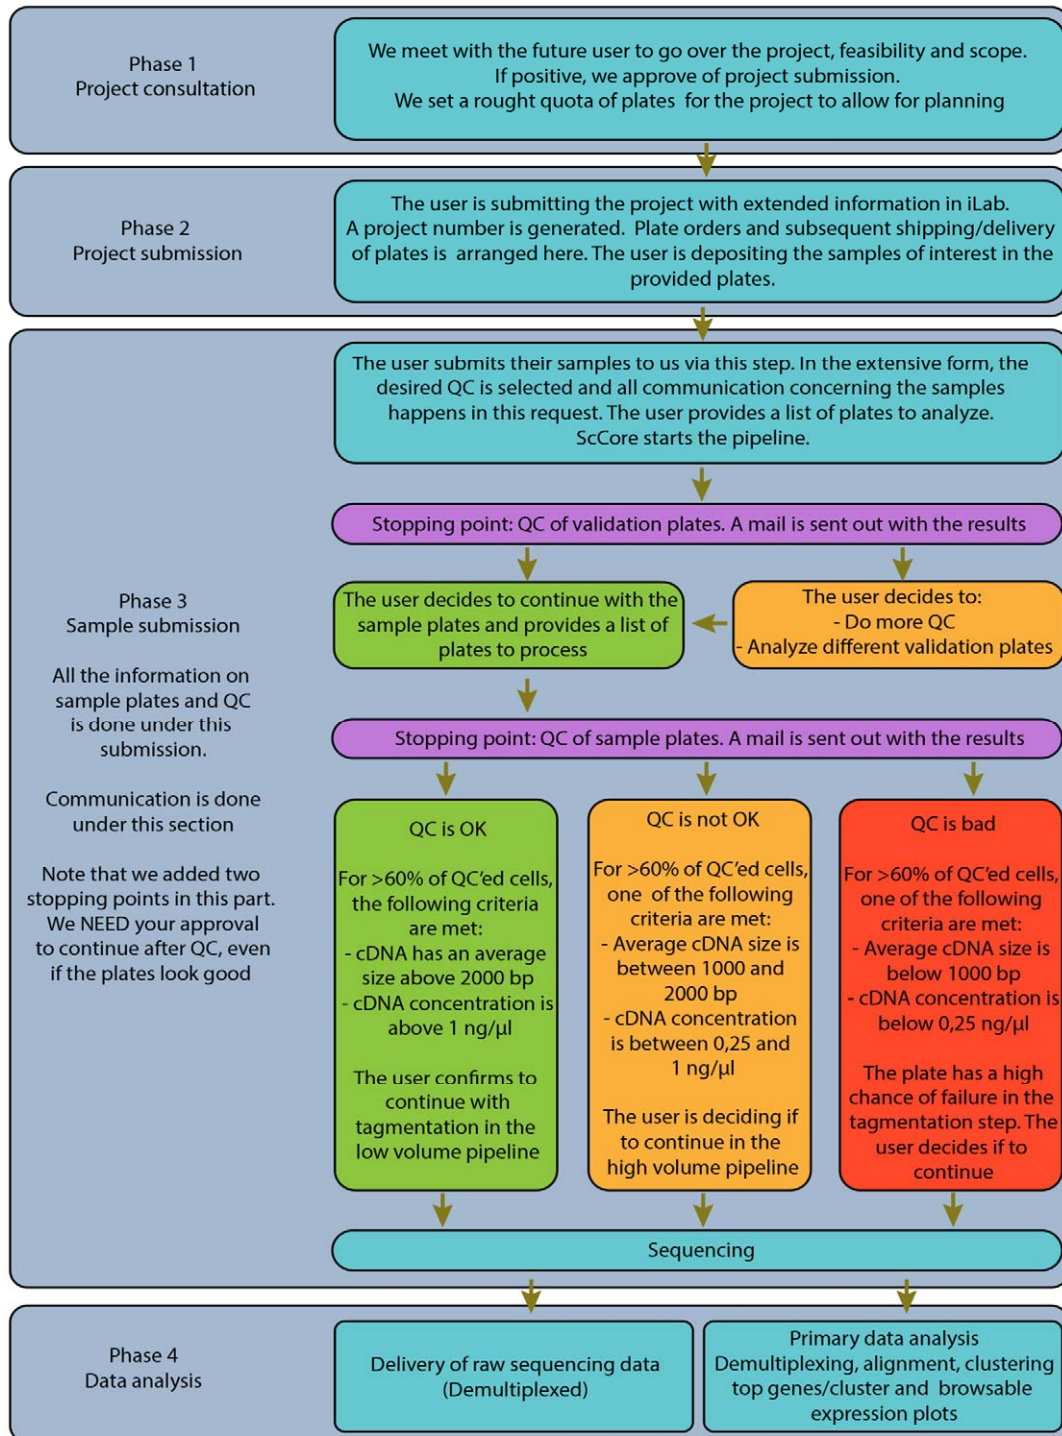 Phase 1
Project consultation
We meet with the future user to go over the project, feasibility and scope.
If positive, we approve of project submission.
We set a rought quota of plates for the project to allow for planning
Phase 2
Project submission
The user is submitting the project with extended information in iLab.
A project number is generated. Plate orders and subsequent shipping/delivery
of plates is arranged here. The user is depositing the samples of interest in the
provided plates.
Phase 3
Sample submission
All the information on
sample plates and QC
is done under this
submission.
Communication is done
under this section
Note that we added two
stopping points in this part.
We NEED your approval
to continue after QC, even
if the plates look good
The user submits their samples to us via this step. In the extensive form, the
desired QC is selected and all communication concerning the samples
happens in this request. The user provides a list of plates to analyze.
ScCore starts the pipeline.
Stopping point: QC of validation plates. A mail is sent out with the results
The user decides to continue with the
sample plates and provides a list of
plates to process
The user decides to:
- Do more QC
- Analyze different validation plates
Stopping point: QC of sample plates. A mail is sent out with the results
QC is OK
For >60% of QC'ed cells,
the following criteria
are met:
- cDNA has an average
size above 2000 bp
- cDNA concentration is
above 1 ng/µl
The user confirms to
continue with
tagmentation in the
low volume pipeline
QC is not OK
For >60% of QC'ed cells,
one of the following
criteria are met:
- Average cDNA size is
between 1000 and
2000 bp
- cDNA concentration
is between 0,25 and
1 ng/µl
The user is deciding if
to continue in the
high volume pipeline
QC is bad
For >60% of QC'ed cells,
one of the following
criteria are met:
- Average cDNA size is
below 1000 bp
- cDNA concentration is
below 0,25 ng/µl
The plate has a high
chance of failure in the
tagmentation step. The
user decides if to
continue
Sequencing
Phase 4
Data analysis
Delivery of raw sequencing data
(Demultiplexed)
Primary data analysis
Demultiplexing, alignment, clustering
top genes/cluster and browsable
expression plots